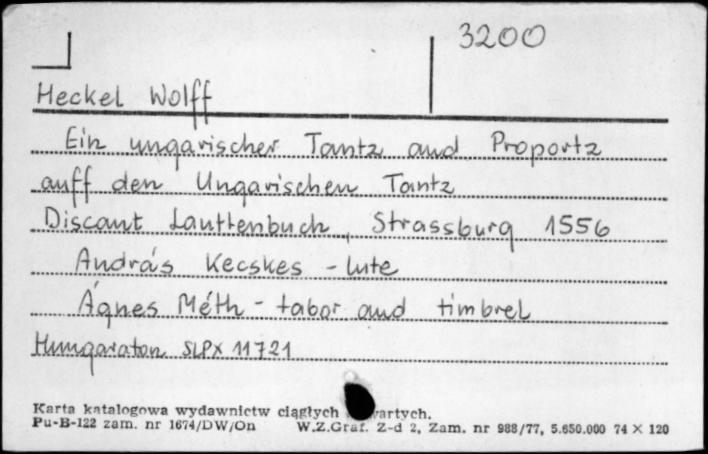 3200
Heckel Wolff
Ein ungarischer Tantz and Proportz
auff den Ungarischen Tantz
Discant Lauttenbuch, Strassburg 1556
András Kecskes - lute
Ágnes Méth - tabor and timbrel
Hungaroton SLPX 11721
Karta katalogowa wydawnictw ciągłych wartych.
Pu-B-122 zam. nr 1674/DW/On W.Z.Graf. Z-d 2, Zam. nr 988/77, 5.650.000 74 X 120